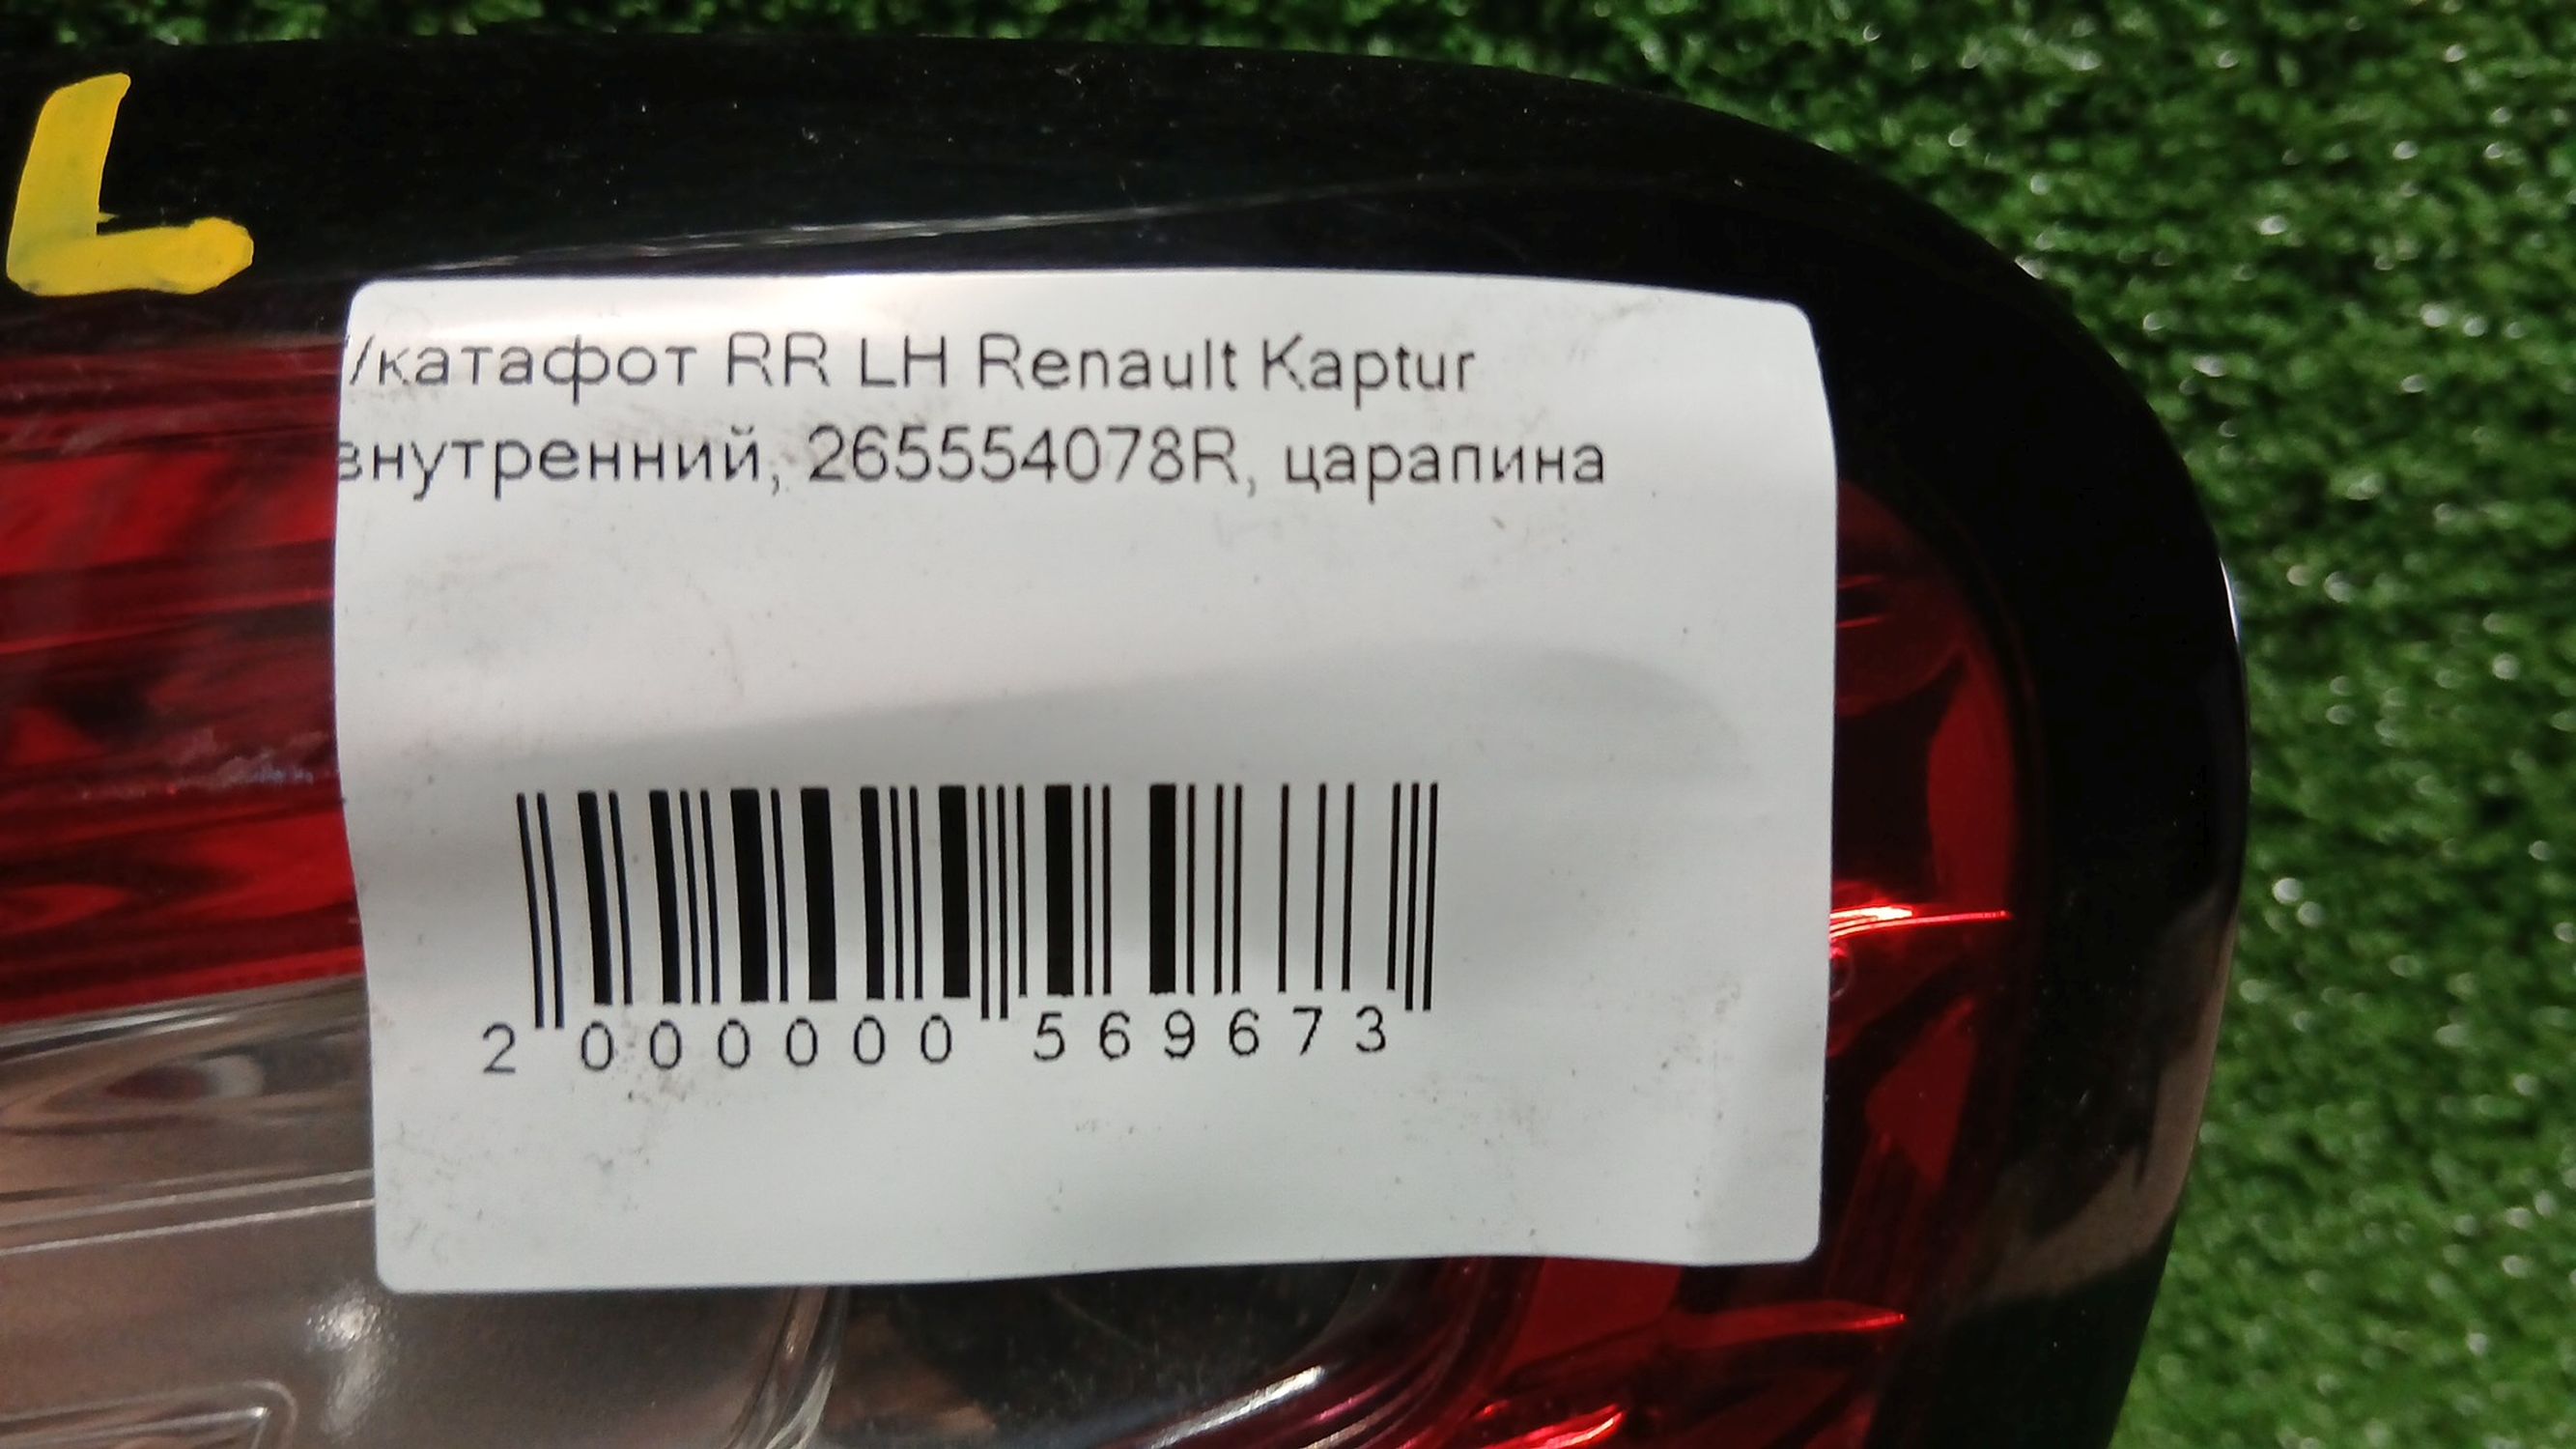 L
/катафот RR LH Renault Kaptur
внутренний, 265554078R, царапина
2 000000 569673